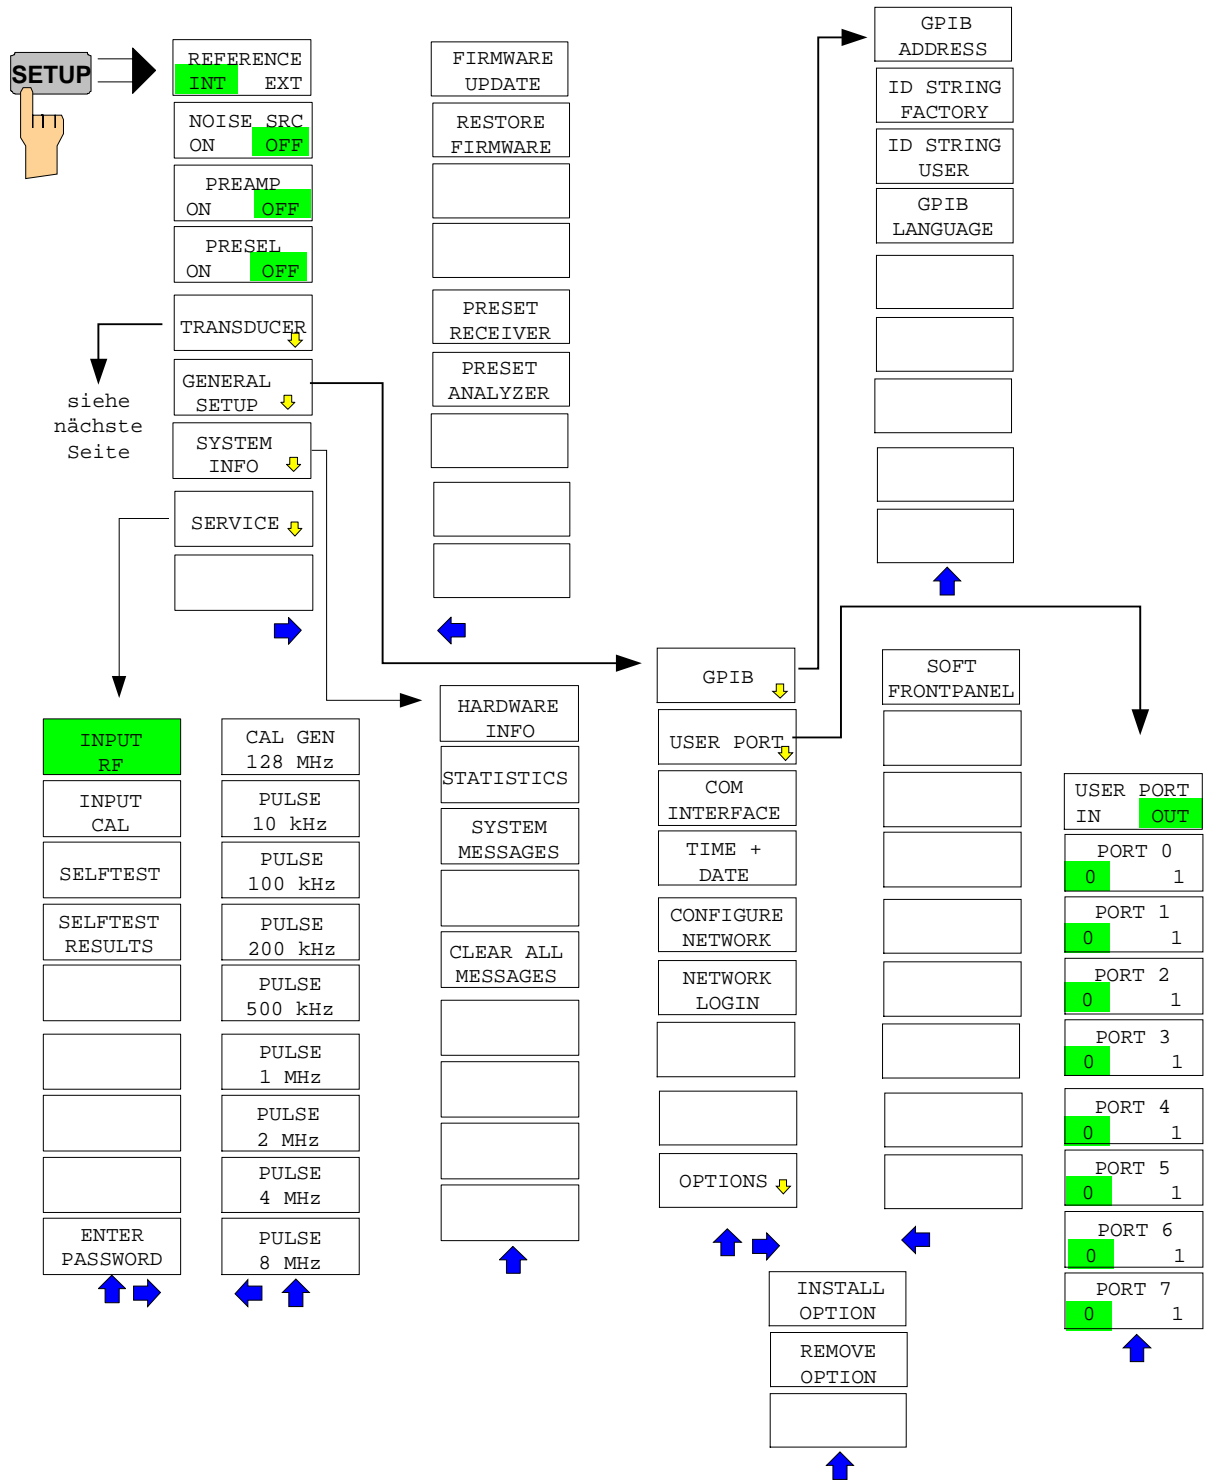 SETUP
REFERENCE
INT EXT
NOISE SRC
ON OFF
PREAMP
ON OFF
PRESEL
ON OFF
TRANSDUCER
GENERAL
SETUP
SYSTEM
INFO
SERVICE
siehe
nächste
Seite
FIRMWARE
UPDATE
RESTORE
FIRMWARE
PRESET
RECEIVER
PRESET
ANALYZER
GPIB
ADDRESS
ID STRING
FACTORY
ID STRING
USER
GPIB
LANGUAGE
INPUT
RF
INPUT
CAL
SELFTEST
SELFTEST
RESULTS
ENTER
PASSWORD
CAL GEN
128 MHz
PULSE
10 kHz
PULSE
100 kHz
PULSE
200 kHz
PULSE
500 kHz
PULSE
1 MHz
PULSE
2 MHz
PULSE
4 MHz
PULSE
8 MHz
HARDWARE
INFO
STATISTICS
SYSTEM
MESSAGES
CLEAR ALL
MESSAGES
GPIB
USER PORT
COM
INTERFACE
TIME +
DATE
CONFIGURE
NETWORK
NETWORK
LOGIN
OPTIONS
SOFT
FRONTPANEL
INSTALL
OPTION
REMOVE
OPTION
USER PORT
IN OUT
PORT 0
0 1
PORT 1
0 1
PORT 2
0 1
PORT 3
0 1
PORT 4
0 1
PORT 5
0 1
PORT 6
0 1
PORT 7
0 1